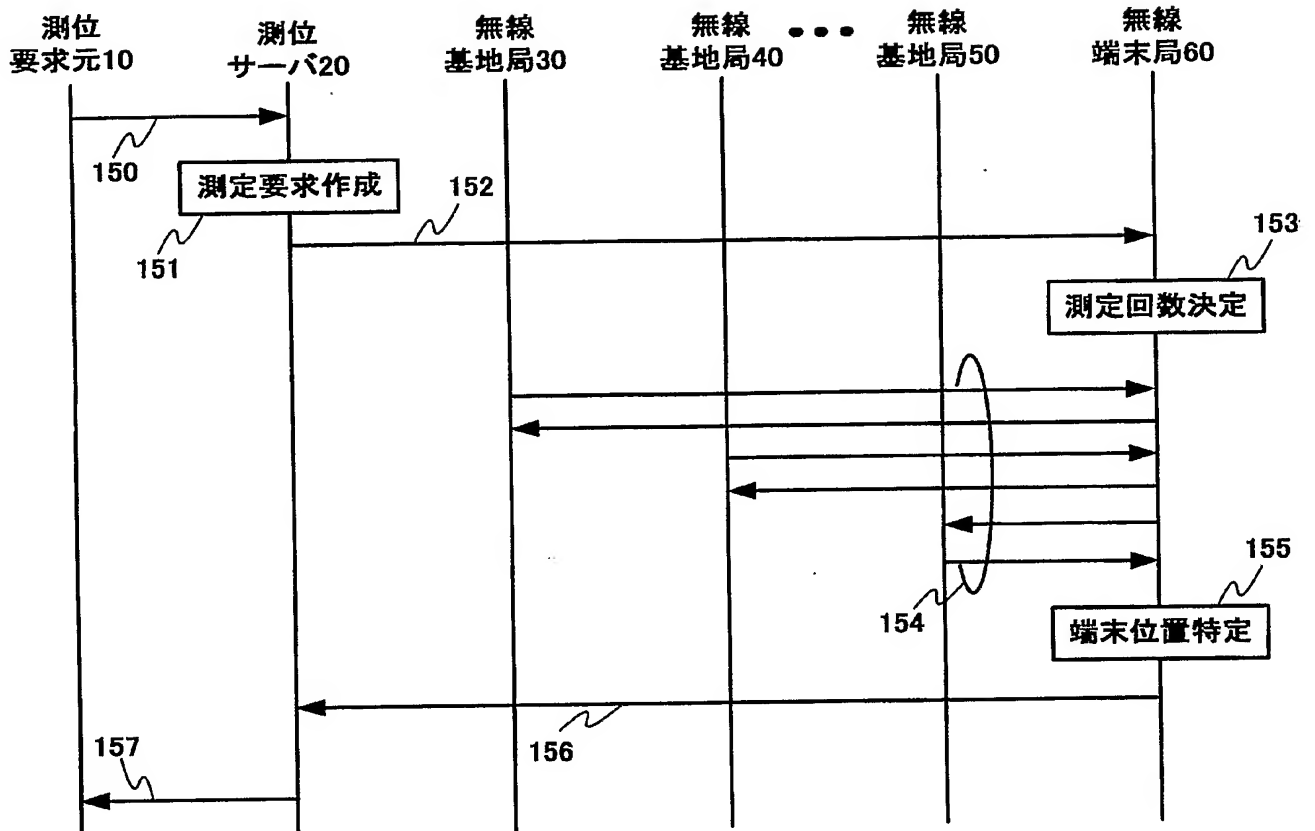 測位
要求元10
測位
サーバ20
無線
基地局30
無線
基地局40
•••
無線
基地局50
無線
端末局60
150
測定要求作成
151
152
153
測定回数決定
154
155
端末位置特定
156
157